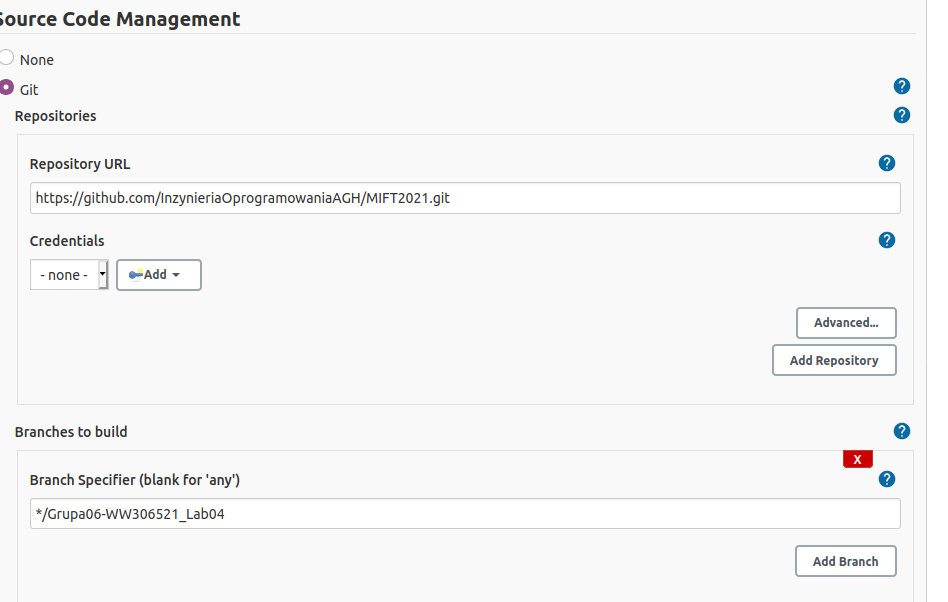 Source Code Management
None
Git
?
Repositories
?
Repository URL
?
https://github.com/InzynieriaOprogramowaniaAGH/MIFT2021.git
Credentials
?
- none -
Add
Advanced...
Add Repository
Branches to build
?
X
Branch Specifier (blank for 'any')
?
*/Grupa06-WW306521_Lab04
Add Branch